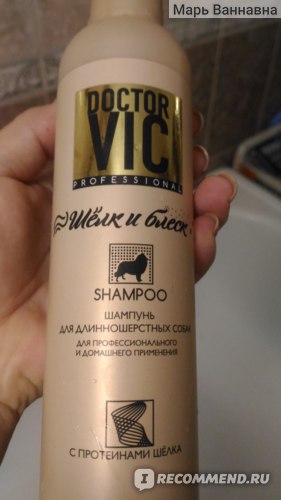 Марь Ваннавна
DOCTOR
VIC
PROFESSIONAL
Шёлк и блеск
SHAMPOO
ШАМПУНЬ
ДЛЯ ДЛИННОШЕРСТНЫХ СОБАК
ДЛЯ ПРОФЕССИОНАЛЬНОГО
И ДОМАШНЕГО ПРИМЕНЕНИЯ
С ПРОТЕИНАМИ ШЁЛКА
IRECOMMEND.RU